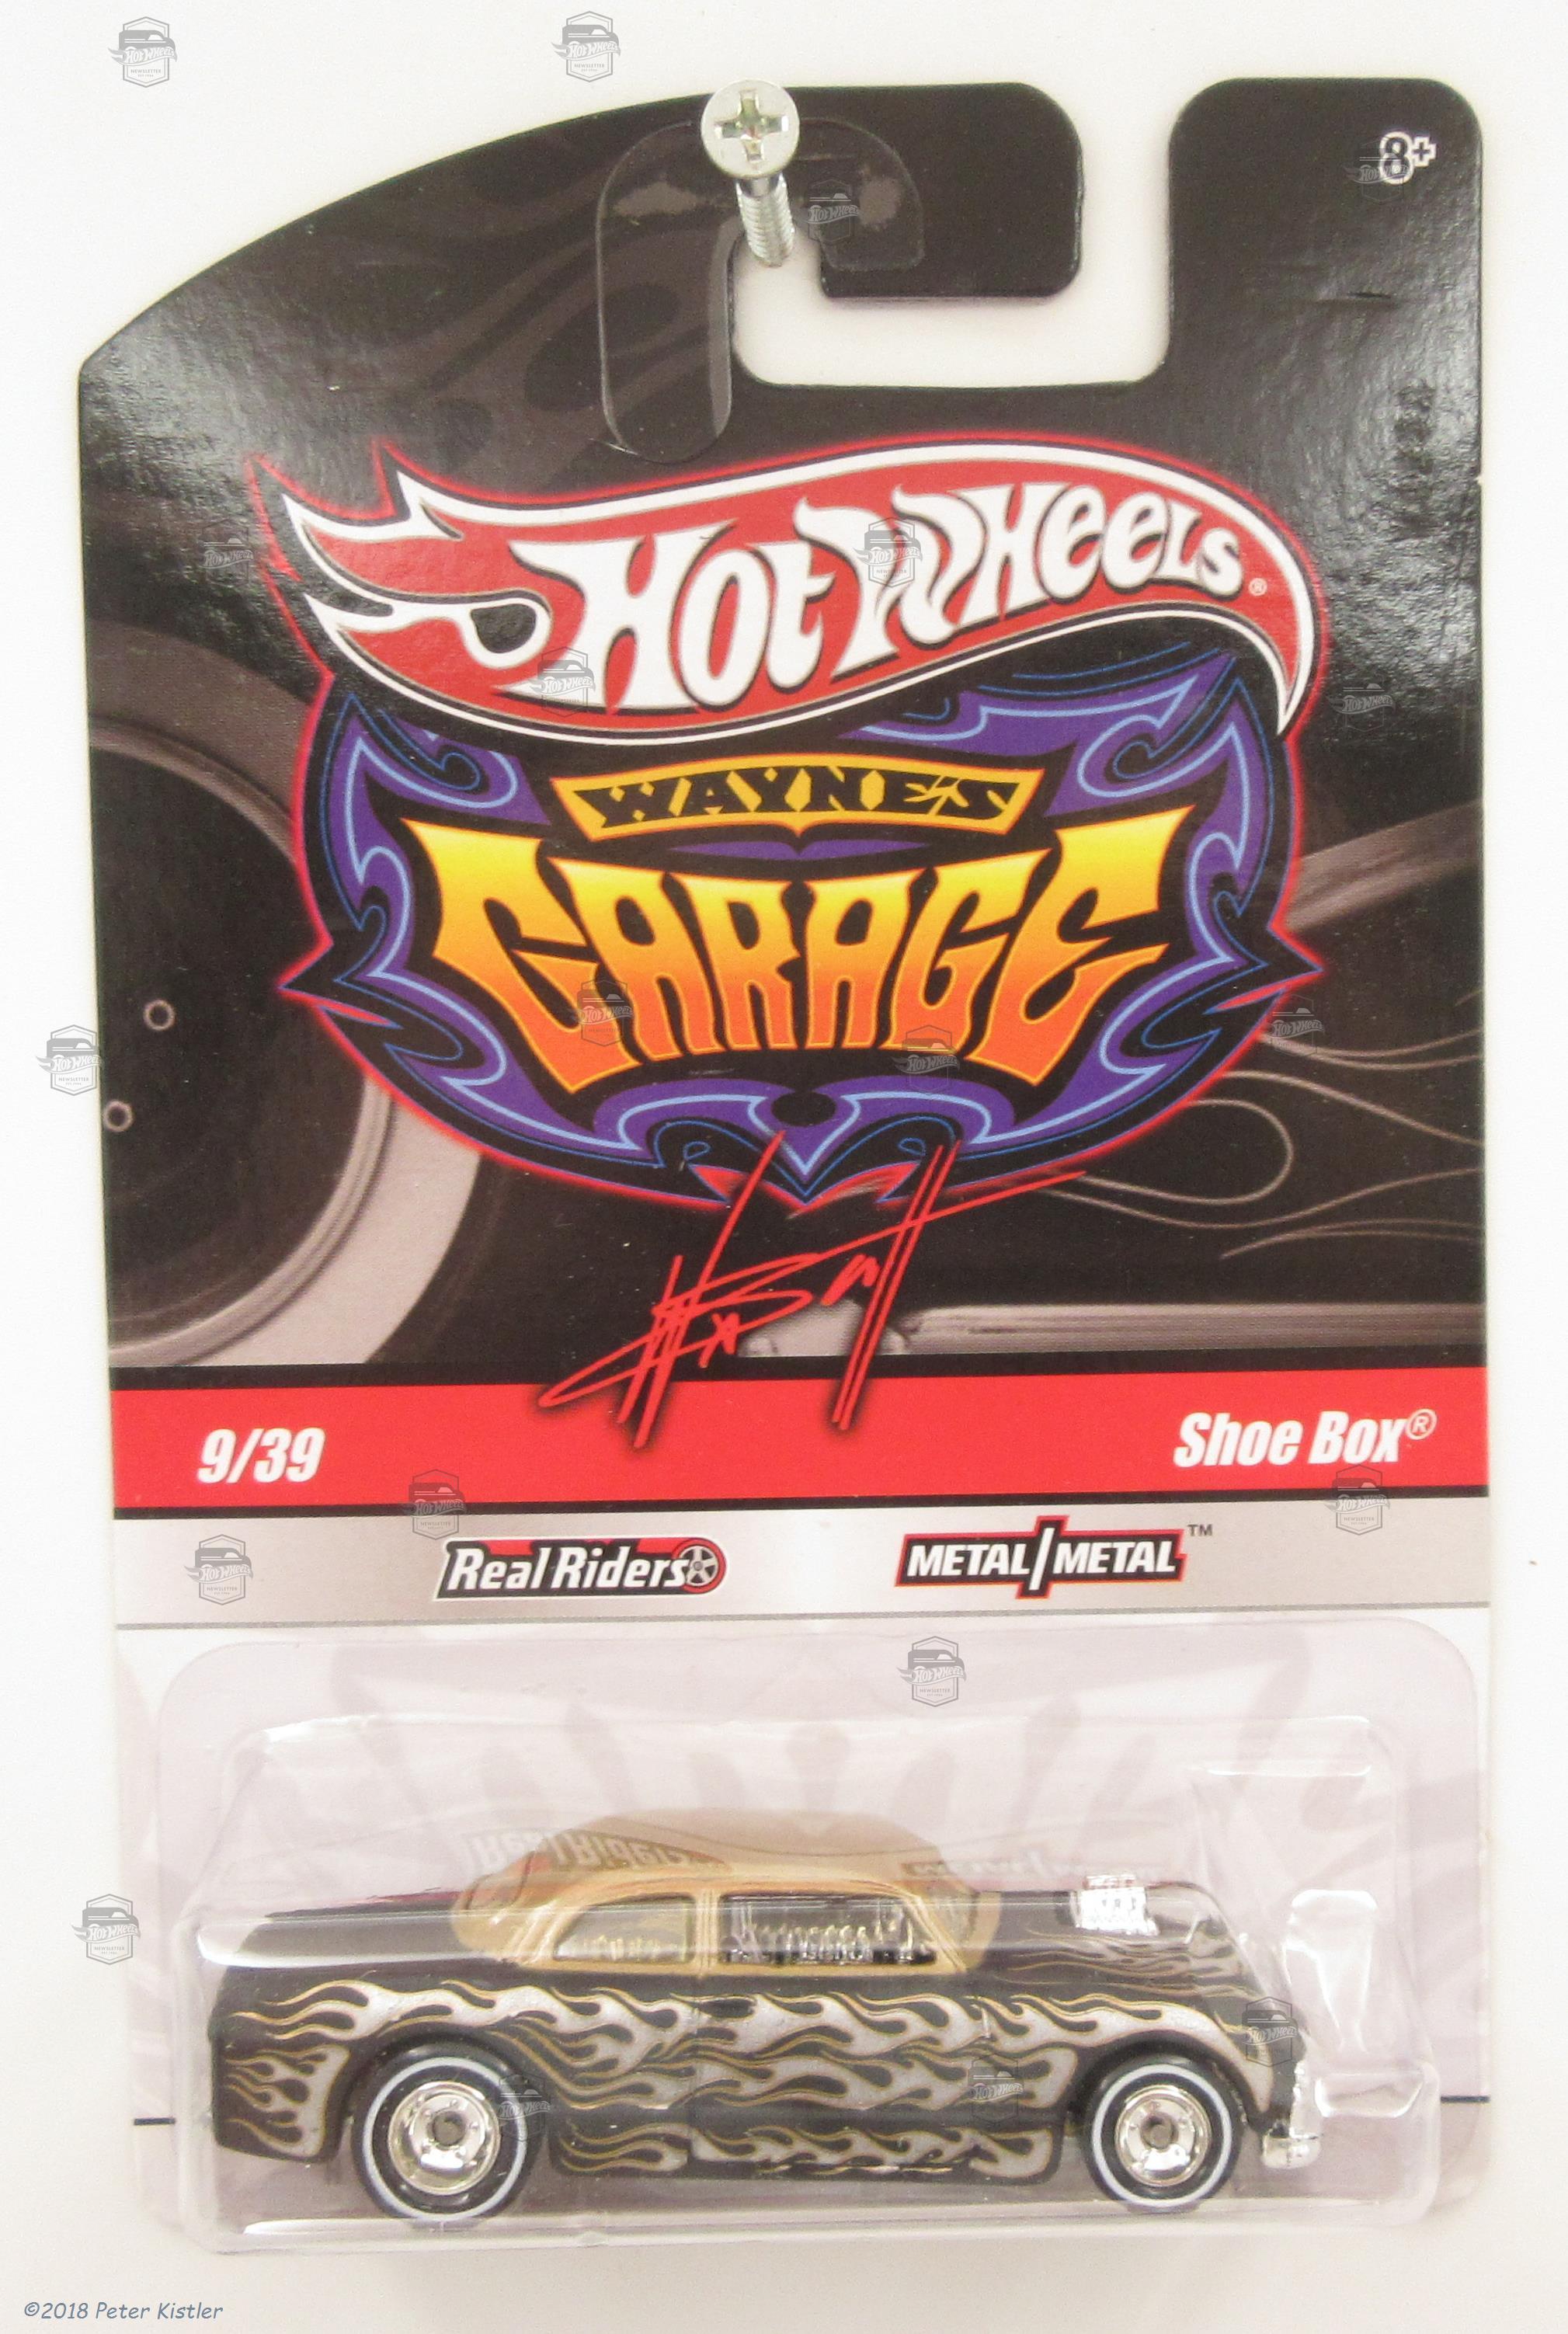 8+
Hot Wheels®
WAYNE'S
GARAGE
9/39
Shoe Box®
Real Riders
METAL/METAL™
©2018 Peter Kistler